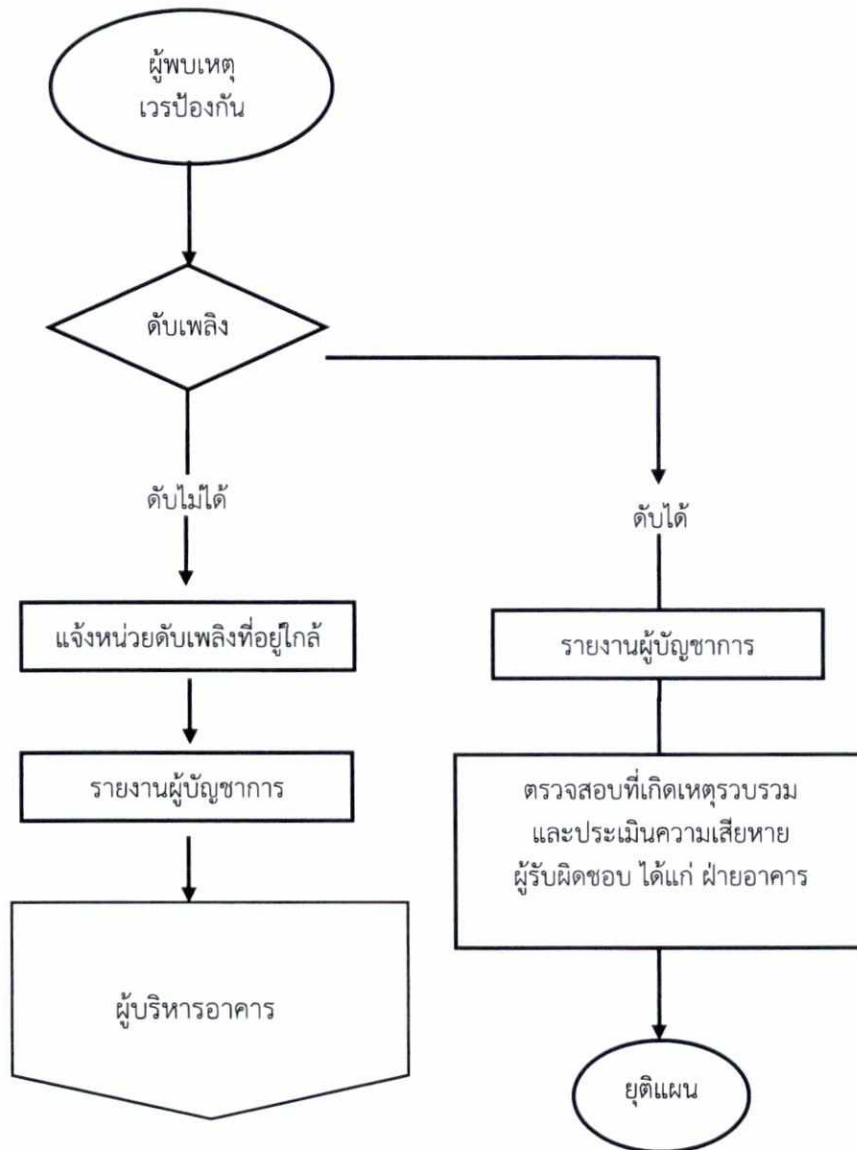 ผู้พบเหตุ
เวรป้องกัน
ดับเพลิง
ดับไม่ได้
ดับได้
แจ้งหน่วยดับเพลิงที่อยู่ใกล้
รายงานผู้บัญชาการ
รายงานผู้บัญชาการ
ตรวจสอบที่เกิดเหตุรวบรวม
และประเมินความเสียหาย
ผู้รับผิดชอบ ได้แก่ ฝ่ายอาคาร
ผู้บริหารอาคาร
ยุติแผน